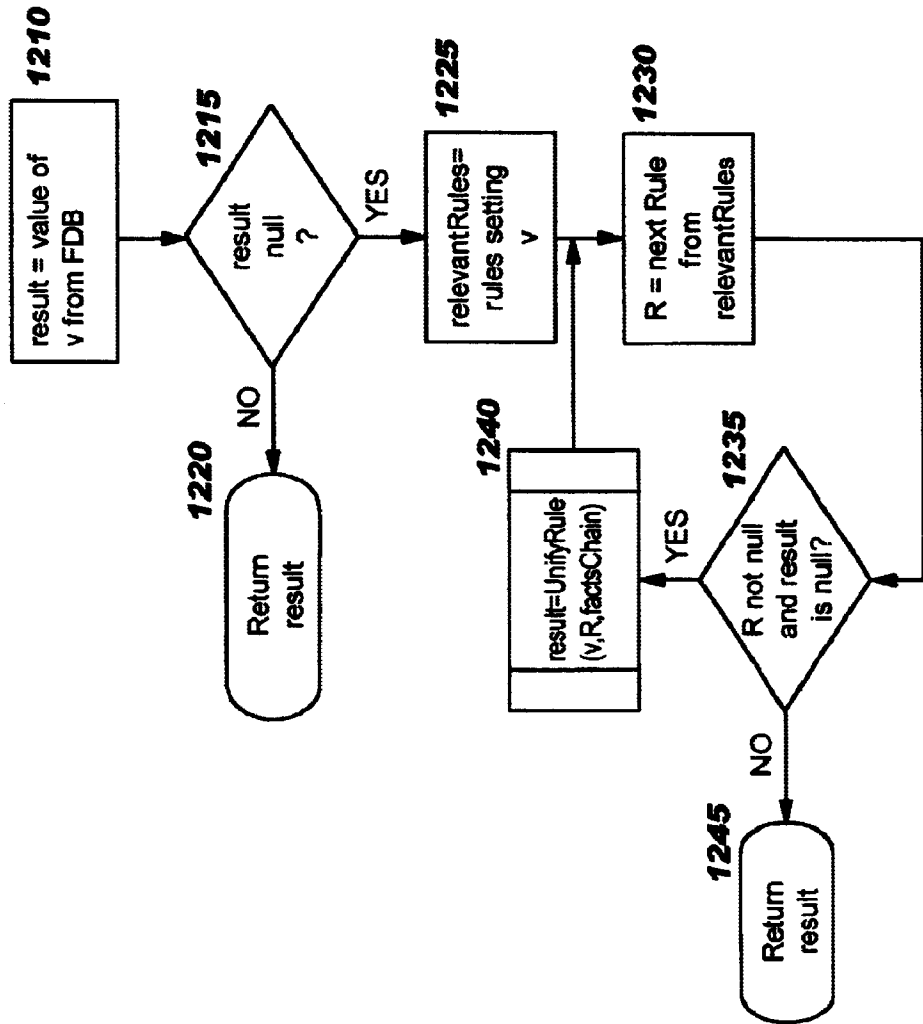 1210
result = value of
v from FDB
1215
result
null
?
NO
YES
1220
Return
result
1225
relevantRules=
rules setting
v
1230
R = next Rule
from
relevantRules
1235
R not null
and result
is null?
YES
NO
1240
result=UnifyRule
(v,R,factsChain)
1245
Return
result